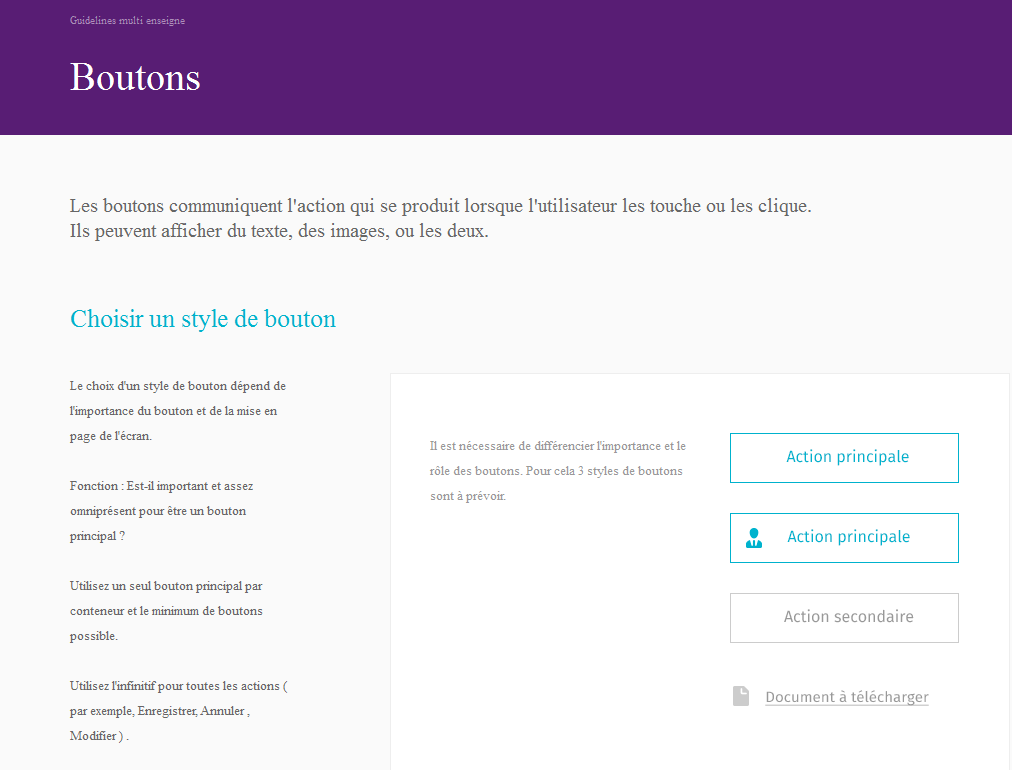 Guidelines multi enseigne
Boutons
Les boutons communiquent l'action qui se produit lorsque l'utilisateur les touche ou les clique.
Ils peuvent afficher du texte, des images, ou les deux.
Choisir un style de bouton
Le choix d'un style de bouton dépend de
l'importance du bouton et de la mise en
page de l'écran.
Fonction : Est-il important et assez
omniprésent pour être un bouton
principal ?
Utilisez un seul bouton principal par
conteneur et le minimum de boutons
possible.
Utilisez l'infinitif pour toutes les actions (
par exemple, Enregistrer, Annuler ,
Modifier ) .
Il est nécessaire de différencier l'importance et le
rôle des boutons. Pour cela 3 styles de boutons
sont à prévoir.
Action principale
Action principale
Action secondaire
Document à télécharger